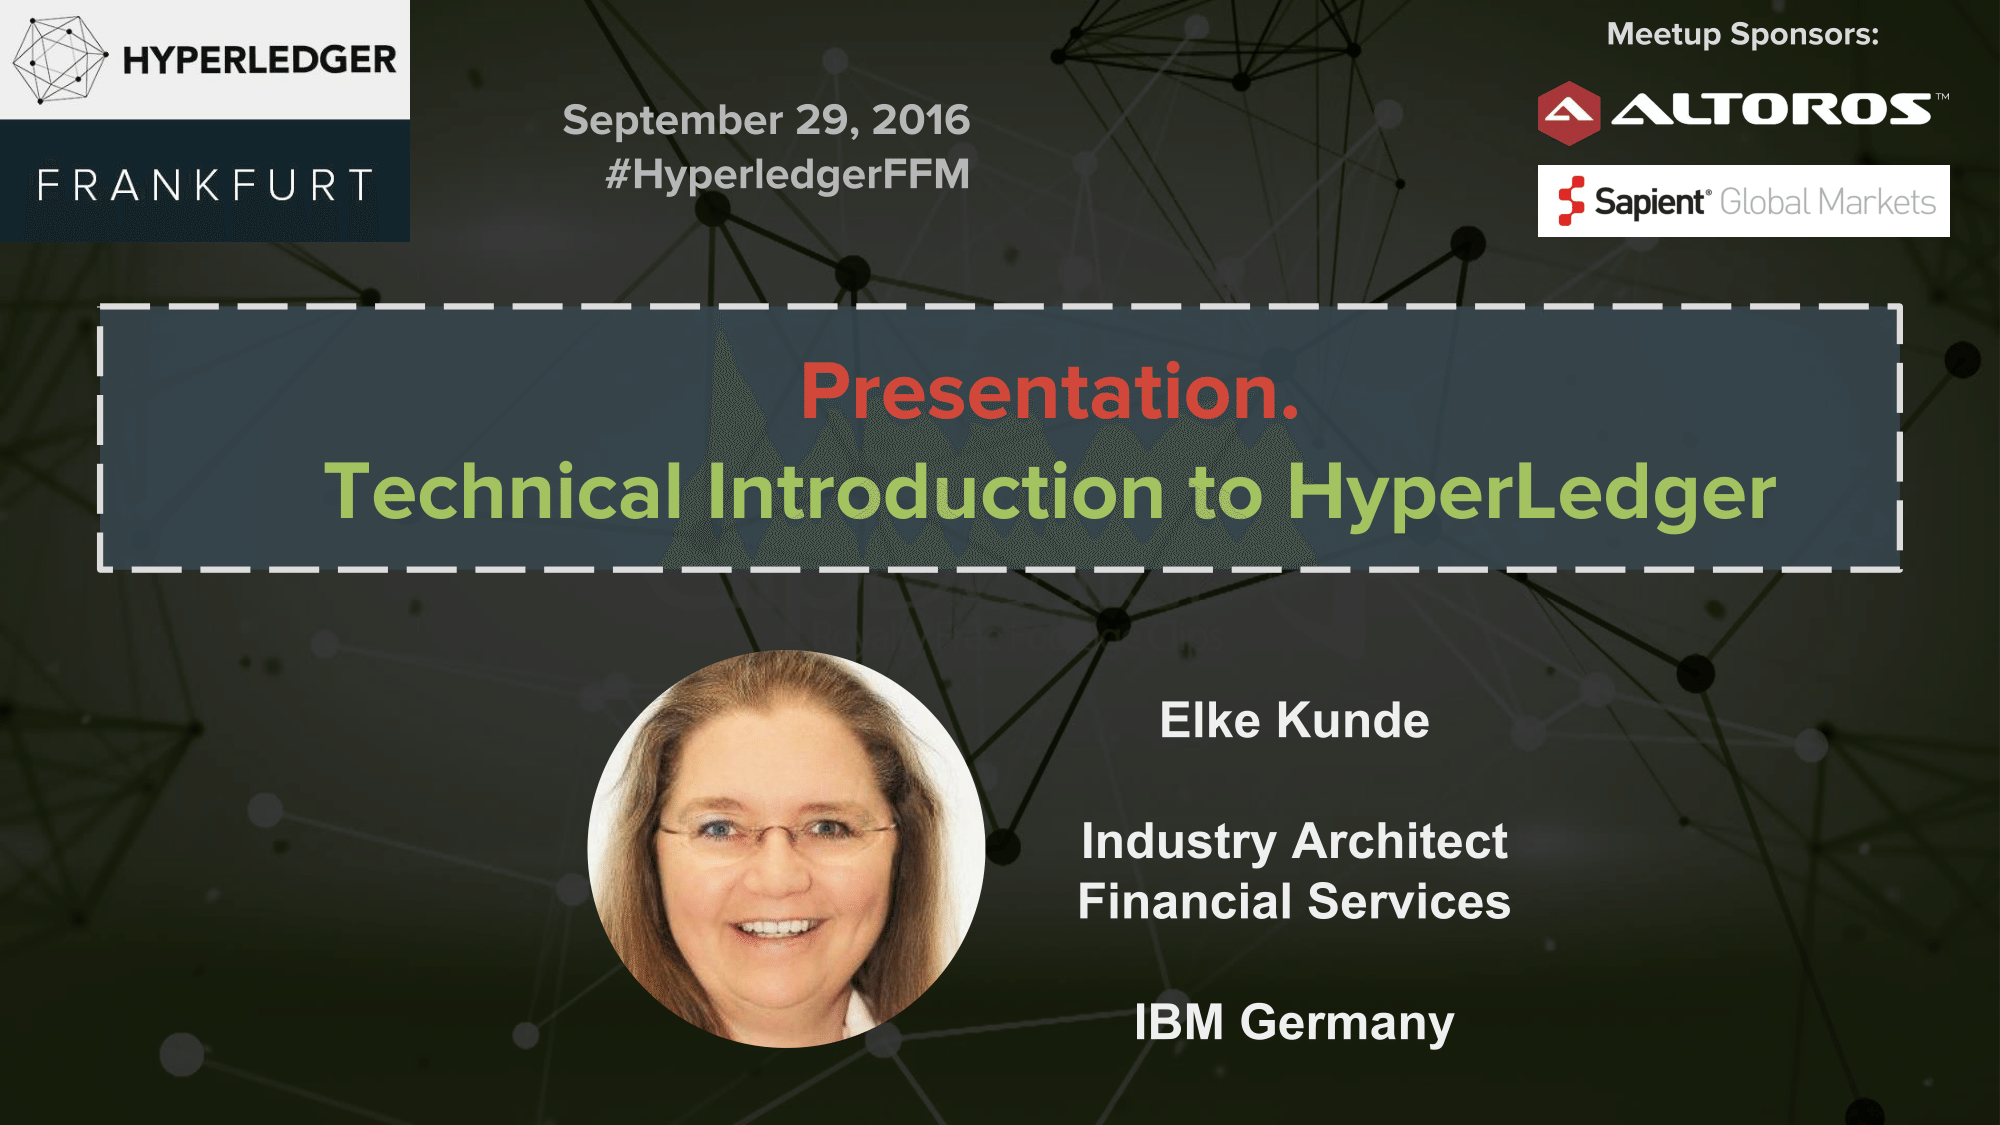 HYPERLEDGER
FRANKFURT
September 29, 2016
#HyperledgerFFM
Meetup Sponsors:
ALTOROS™
Sapient® Global Markets
Presentation.
Technical Introduction to HyperLedger
Elke Kunde
Industry Architect
Financial Services
IBM Germany